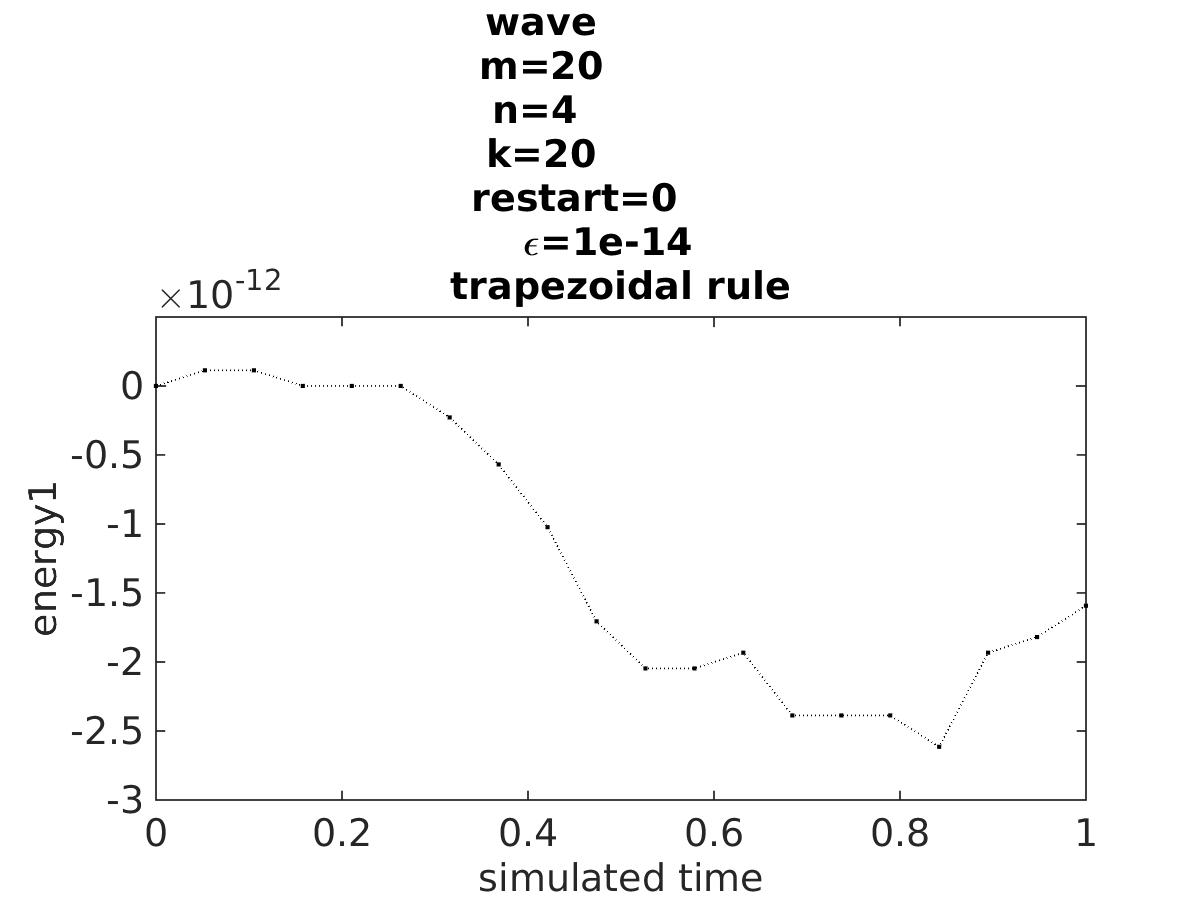 wave
m=20
n=4
k=20
restart=0
ϵ=1e-14
trapezoidal rule
×10^-12
0
-0.5
-1
-1.5
-2
-2.5
-3
energy1
0 0.2 0.4 0.6 0.8 1
simulated time